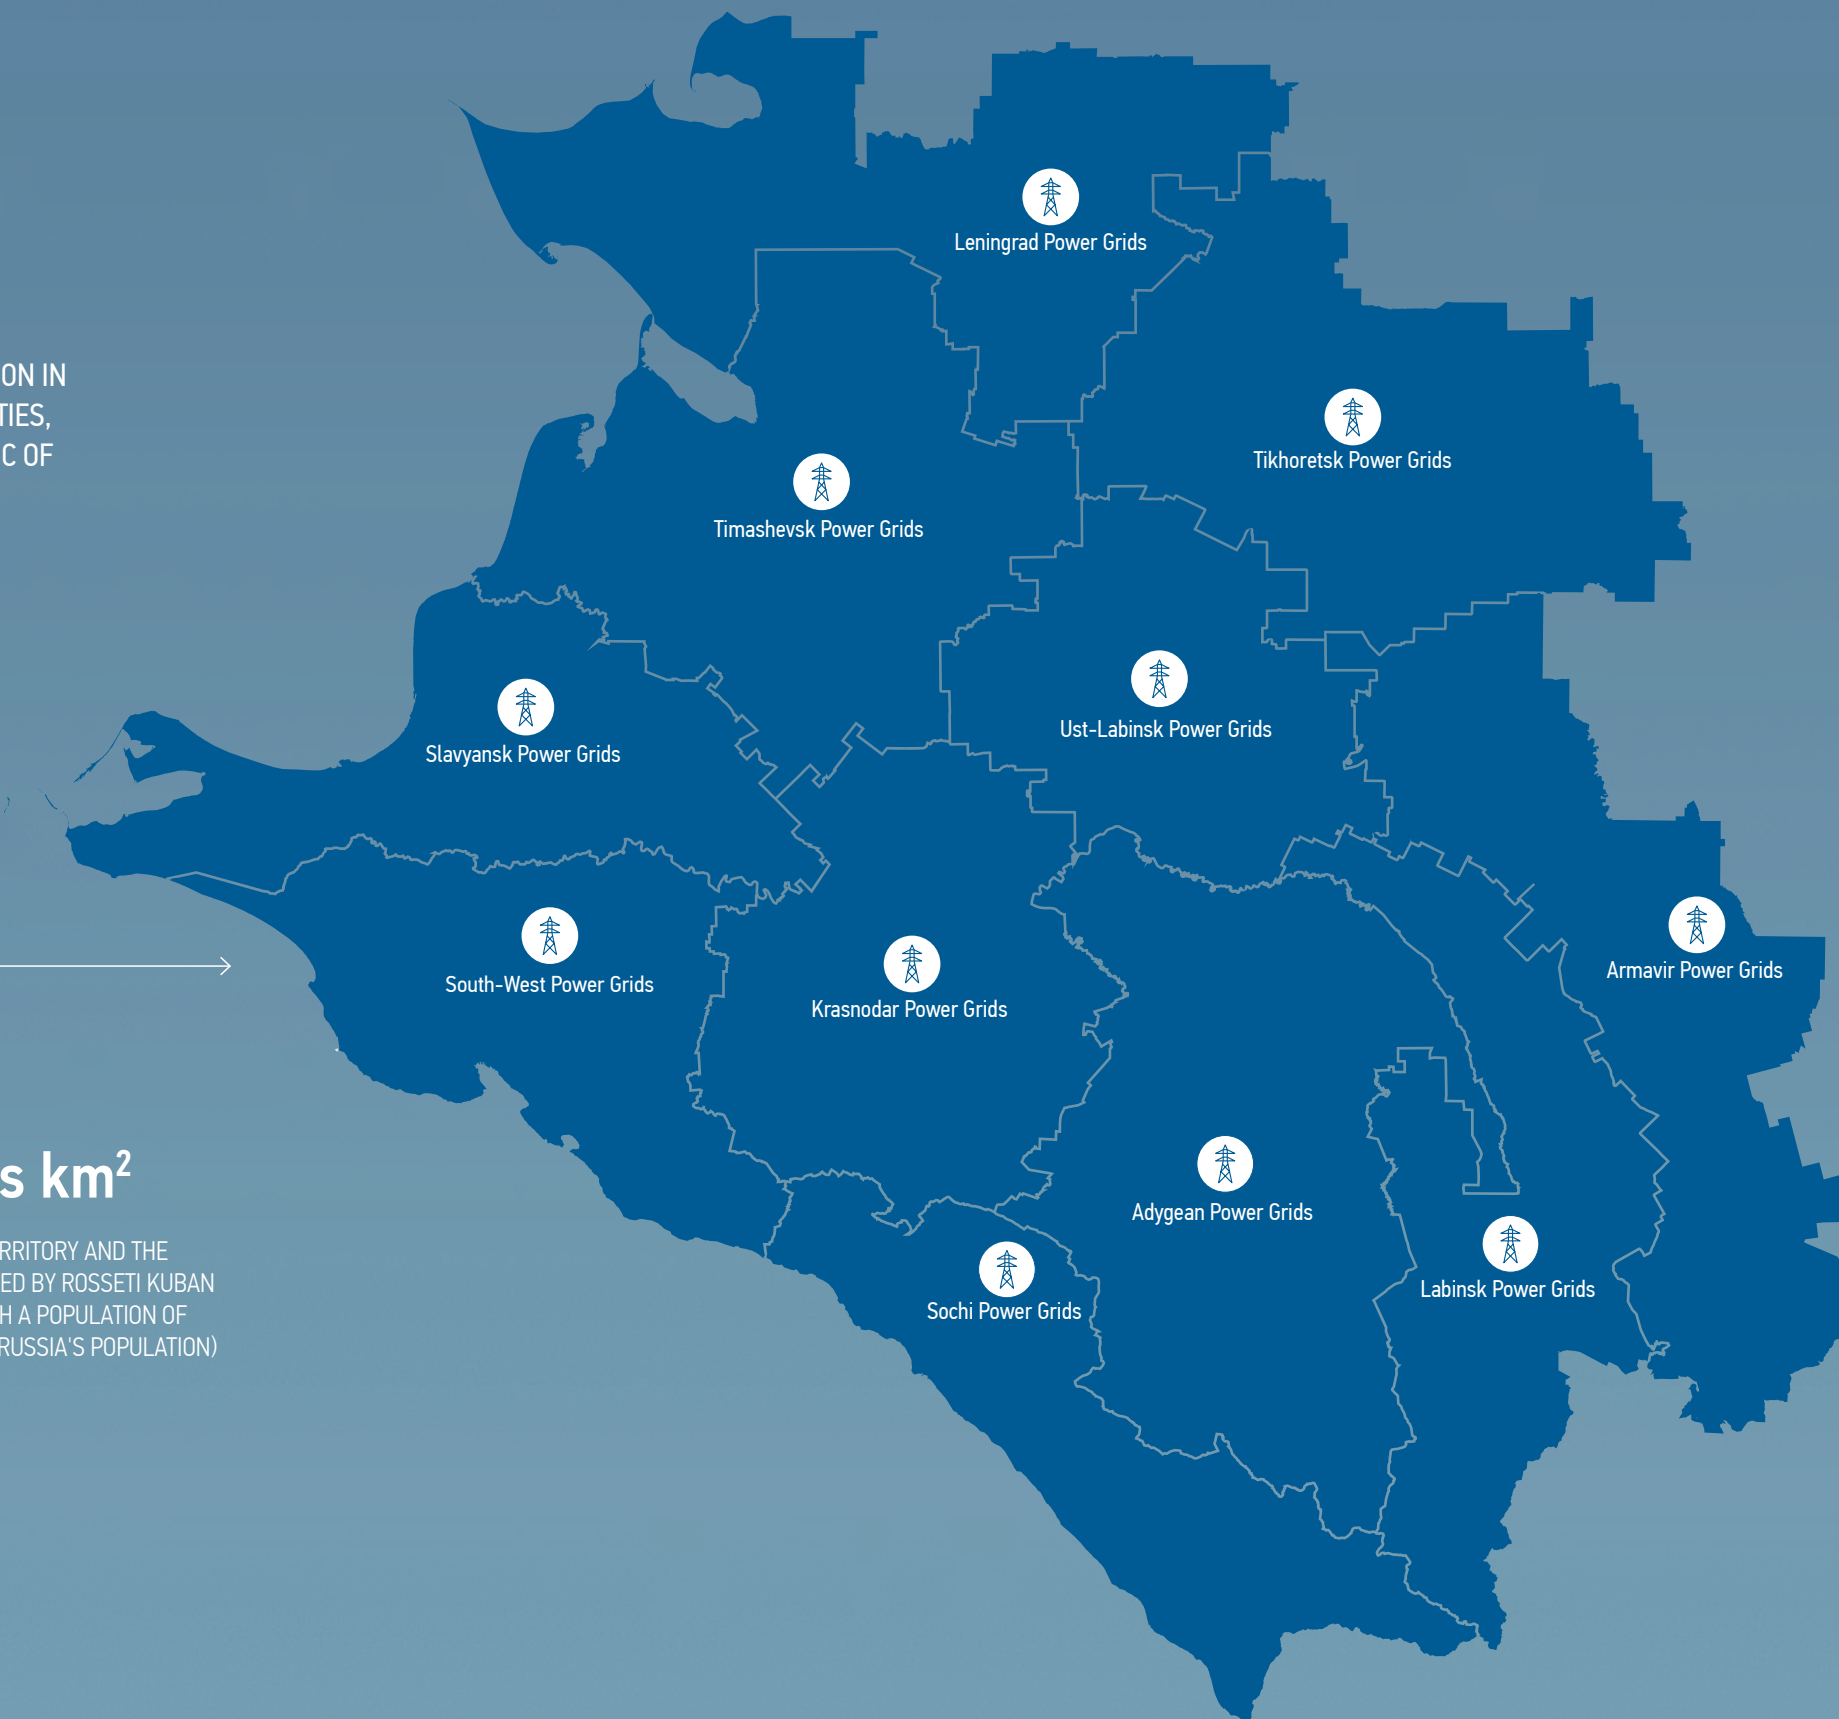 Leningrad Power Grids
ON IN
TIES,
C OF
Tikhoretsk Power Grids
Timashevsk Power Grids
Ust-Labinsk Power Grids
Slavyansk Power Grids
Armavir Power Grids
South-West Power Grids
Krasnodar Power Grids
s km²
Adygean Power Grids
RRITORY AND THE
ED BY ROSSETI KUBAN
H A POPULATION OF
RUSSIA'S POPULATION)
Labinsk Power Grids
Sochi Power Grids